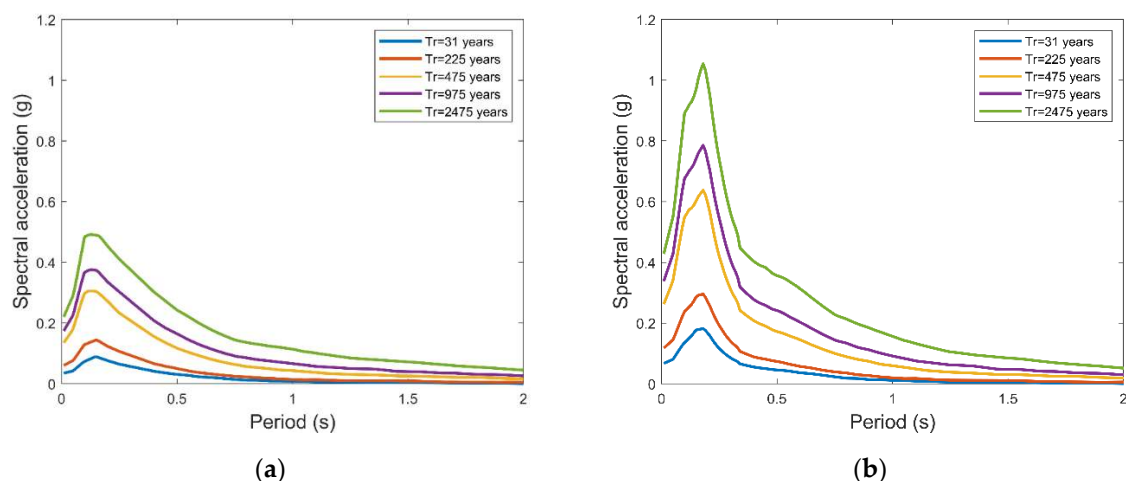 1.2
1
0.8
0.6
0.4
0.2
0
Spectral acceleration (g)
Tr=31 years
Tr=225 years
Tr=475 years
Tr=975 years
Tr=2475 years
0 0.5 1 1.5 2
Period (s)
(a)
1.2
1
0.8
0.6
0.4
0.2
0
Spectral acceleration (g)
Tr=31 years
Tr=225 years
Tr=475 years
Tr=975 years
Tr=2475 years
0 0.5 1 1.5 2
Period (s)
(b)